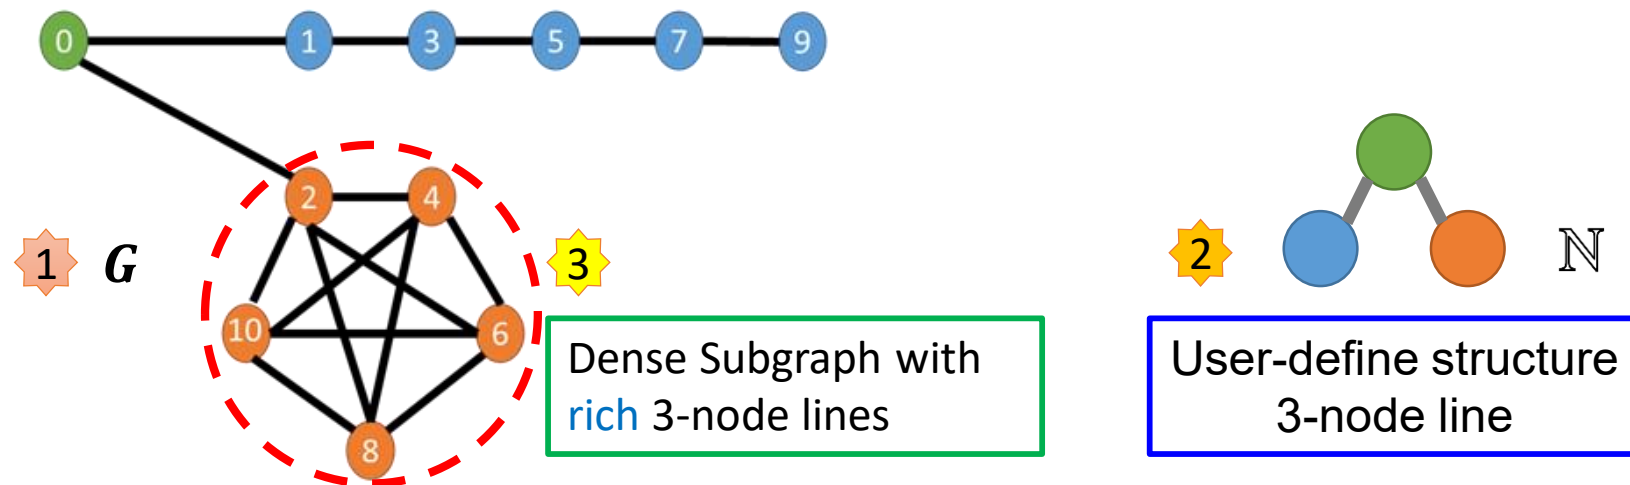 0 1 3 5 7 9
2 4
1 G 3 2 ℕ
10 6
Dense Subgraph with
rich 3-node lines
User-define structure
3-node line
8